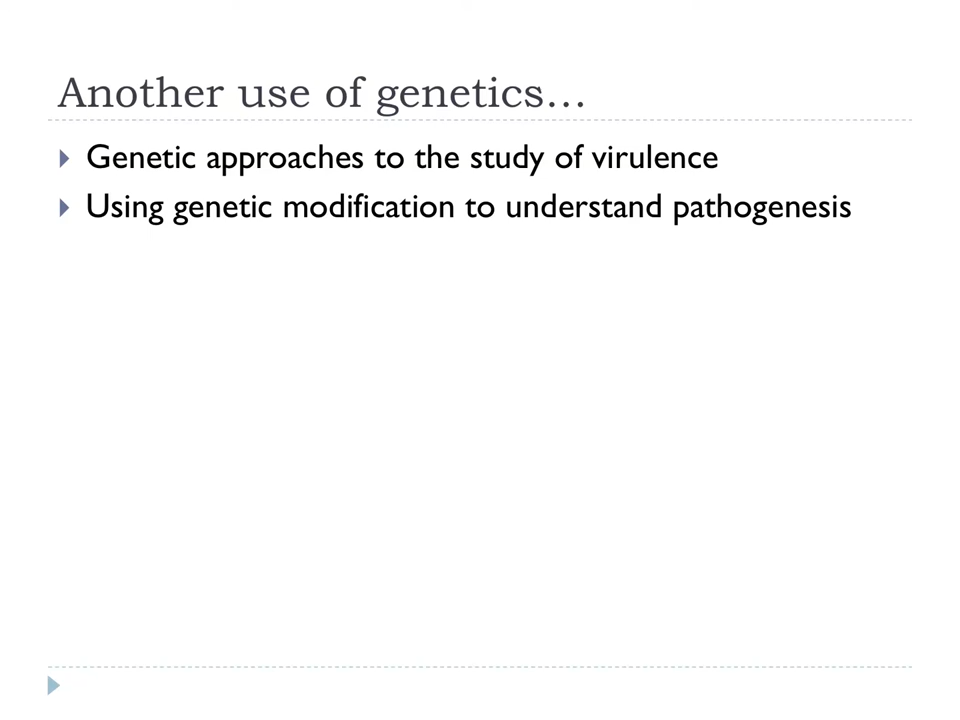 Another use of genetics...
Genetic approaches to the study of virulence
Using genetic modification to understand pathogenesis